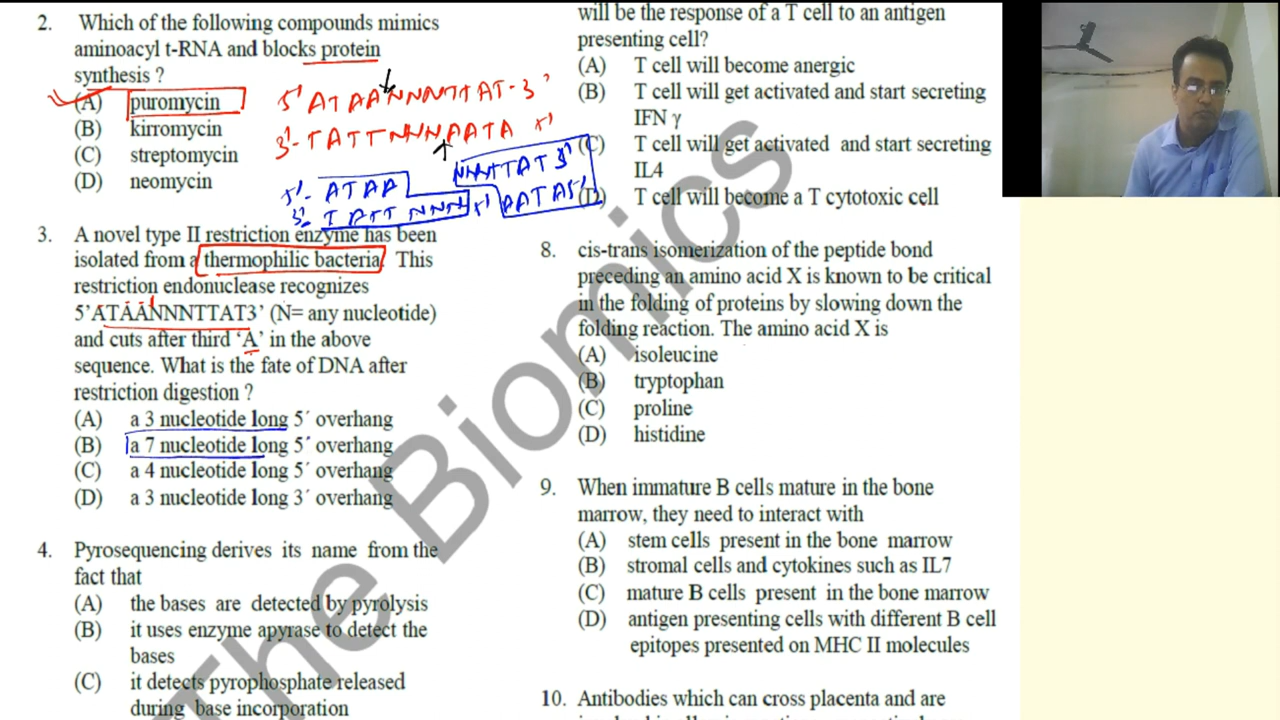 2. Which of the following compounds mimics
aminoacyl t-RNA and blocks protein
synthesis ?
(A) puromycin
(B) kirromycin
(C) streptomycin
(D) neomycin
5' ATAANNNTTAT-3'
3'-TATTNNNAATA 5'
5'- ATAA
3'- TATTNNN 5'
NNNTTAT 3'
AATA 5'
3. A novel type II restriction enzyme has been
isolated from a thermophilic bacteria. This
restriction endonuclease recognizes
5’ATAANNNTTAT3’ (N= any nucleotide)
and cuts after third ‘A’ in the above
sequence. What is the fate of DNA after
restriction digestion ?
(A) a 3 nucleotide long 5´ overhang
(B) a 7 nucleotide long 5´ overhang
(C) a 4 nucleotide long 5´ overhang
(D) a 3 nucleotide long 3´ overhang
4. Pyrosequencing derives its name from the
fact that
(A) the bases are detected by pyrolysis
(B) it uses enzyme apyrase to detect the
bases
(C) it detects pyrophosphate released
during base incorporation
will be the response of a T cell to an antigen
presenting cell?
(A) T cell will become anergic
(B) T cell will get activated and start secreting
IFN γ
(C) T cell will get activated and start secreting
IL4
(D) T cell will become a T cytotoxic cell
8. cis-trans isomerization of the peptide bond
preceding an amino acid X is known to be critical
in the folding of proteins by slowing down the
folding reaction. The amino acid X is
(A) isoleucine
(B) tryptophan
(C) proline
(D) histidine
9. When immature B cells mature in the bone
marrow, they need to interact with
(A) stem cells present in the bone marrow
(B) stromal cells and cytokines such as IL7
(C) mature B cells present in the bone marrow
(D) antigen presenting cells with different B cell
epitopes presented on MHC II molecules
10. Antibodies which can cross placenta and are
The Biomics